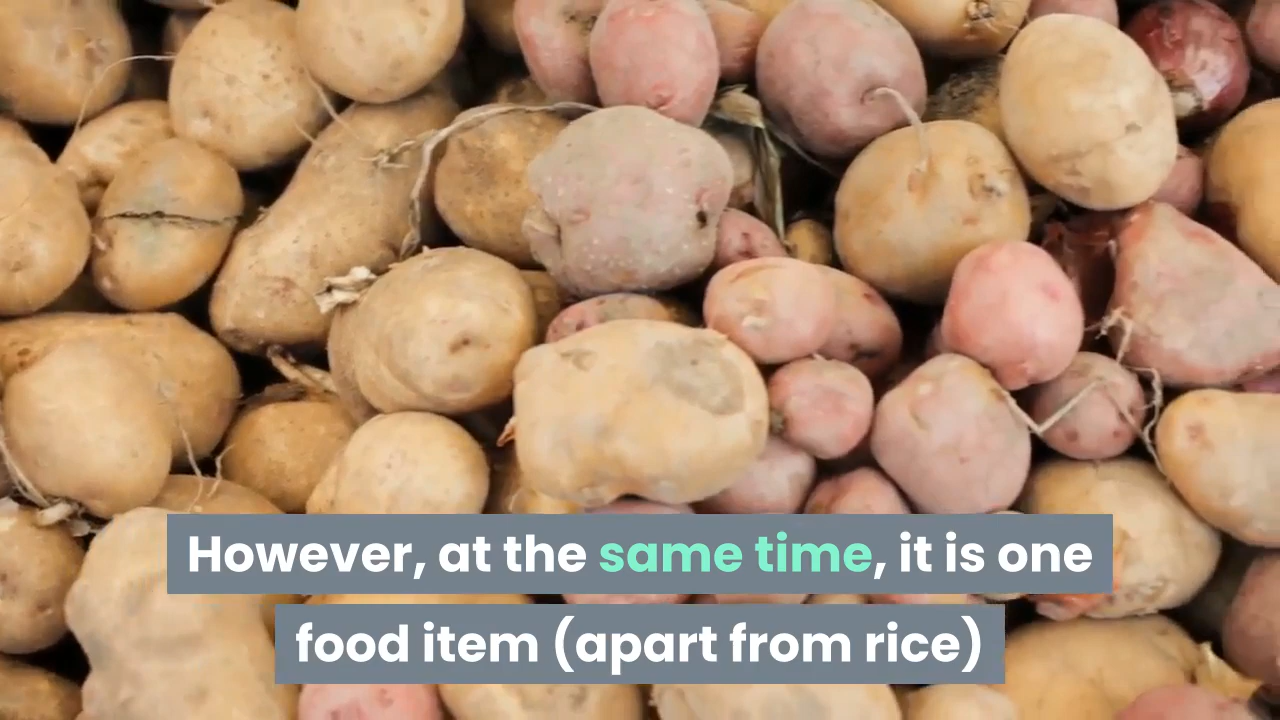 However, at the same time, it is one
food item (apart from rice)